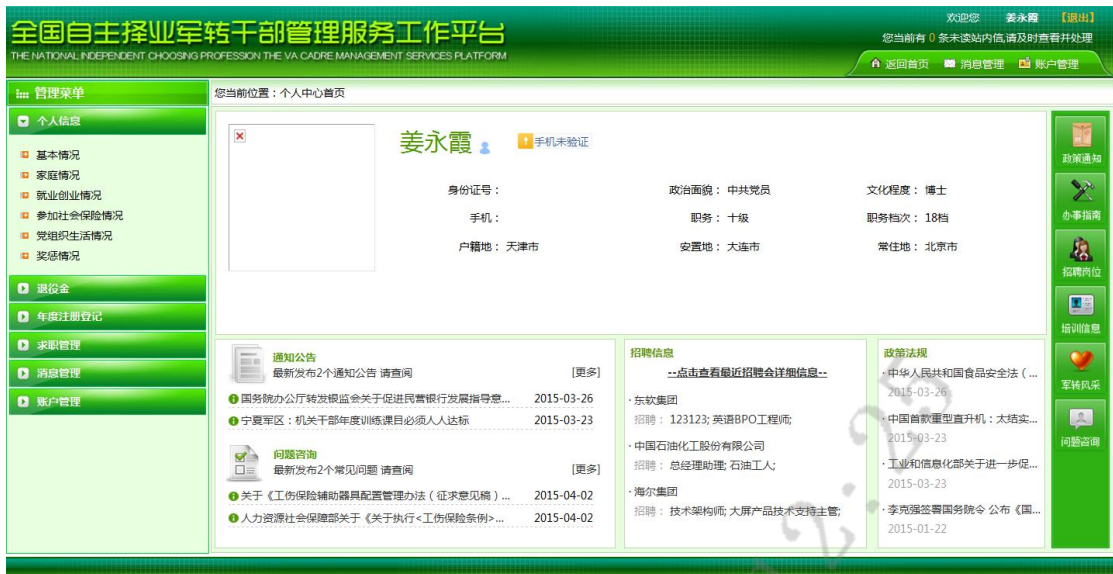 全国自主择业军转干部管理服务工作平台
THE NATIONAL INDEPENDENT CHOOSING PROFESSION THE VA CADRE MANAGEMENT SERVICES PLATFORM
欢迎您 姜永霞 【退出】
您当前有 0 条未读站内信,请及时查看并处理
返回首页 消息管理 账户管理
管理菜单
您当前位置：个人中心首页
个人信息
基本情况
家庭情况
就业创业情况
参加社会保险情况
党组织生活情况
奖惩情况
退役金
年度注册登记
求职管理
消息管理
账户管理
姜永霞 手机未验证
身份证号： 政治面貌： 中共党员 文化程度： 博士
手机： 职务： 十级 职务档次： 18档
户籍地： 天津市 安置地： 大连市 常住地： 北京市
通知公告
最新发布2个通知公告 请查阅 [更多]
国务院办公厅转发银监会关于促进民营银行发展指导意... 2015-03-26
宁夏军区：机关干部年度训练课目必须人人达标 2015-03-23
问题咨询
最新发布2个常见问题 请查阅 [更多]
关于《工伤保险辅助器具配置管理办法（征求意见稿）... 2015-04-02
人力资源社会保障部关于《关于执行<工伤保险条例>... 2015-04-02
招聘信息
--点击查看最近招聘会详细信息--
·东软集团
招聘： 123123; 英语BPO工程师;
·中国石油化工股份有限公司
招聘： 总经理助理; 石油工人;
·海尔集团
招聘： 技术架构师; 大屏产品技术支持主管;
政策法规
·中华人民共和国食品安全法（...
2015-03-26
·中国首款重型直升机：太结实...
2015-03-23
·工业和信息化部关于进一步促...
2015-03-23
·李克强签署国务院令 公布《国...
2015-01-22
政策通知
办事指南
招聘岗位
培训信息
军转风采
问题咨询